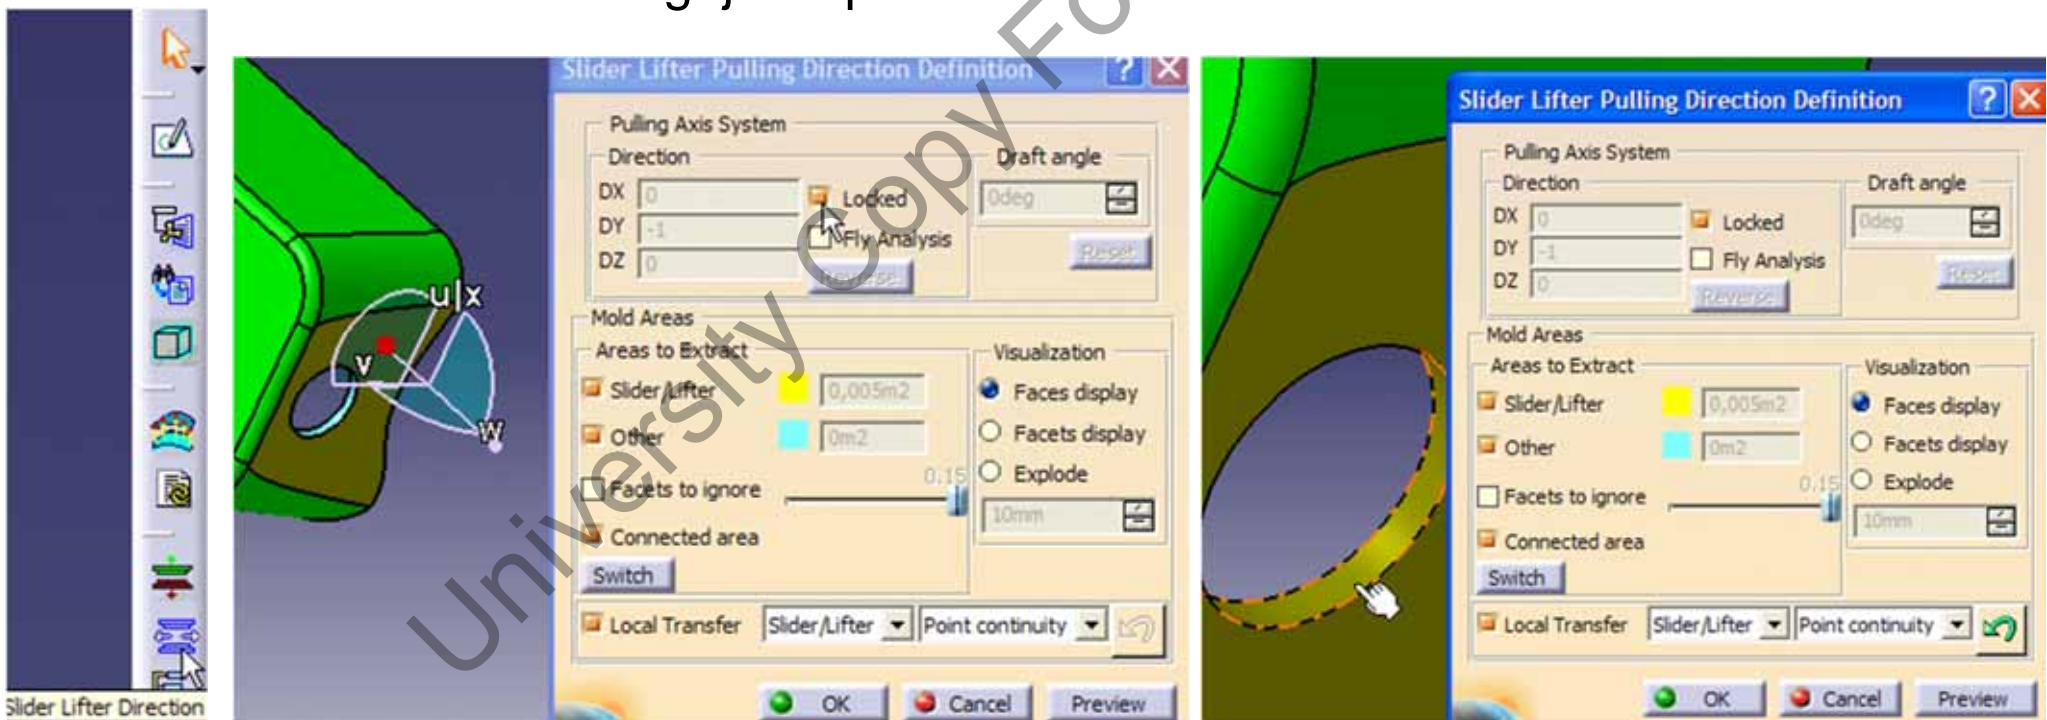 Slider Lifter Direction
Slider Lifter Pulling Direction Definition
Pulling Axis System
Direction
Draft angle
DX 0
Locked
0deg
DY -1
Fly Analysis
DZ 0
Reverse
Reset
Mold Areas
Areas to Extract
Visualization
Slider/Lifter
0,005m2
Faces display
Other
0m2
Facets display
Facets to ignore
0.15
Explode
10mm
Connected area
Switch
Local Transfer
Slider/Lifter
Point continuity
OK
Cancel
Preview
u|x
v
w
Slider Lifter Pulling Direction Definition
Pulling Axis System
Direction
Draft angle
DX 0
Locked
0deg
DY -1
Fly Analysis
DZ 0
Reverse
Reset
Mold Areas
Areas to Extract
Visualization
Slider/Lifter
0,005m2
Faces display
Other
0m2
Facets display
Facets to ignore
0.15
Explode
10mm
Connected area
Switch
Local Transfer
Slider/Lifter
Point continuity
OK
Cancel
Preview
University Copy Fo